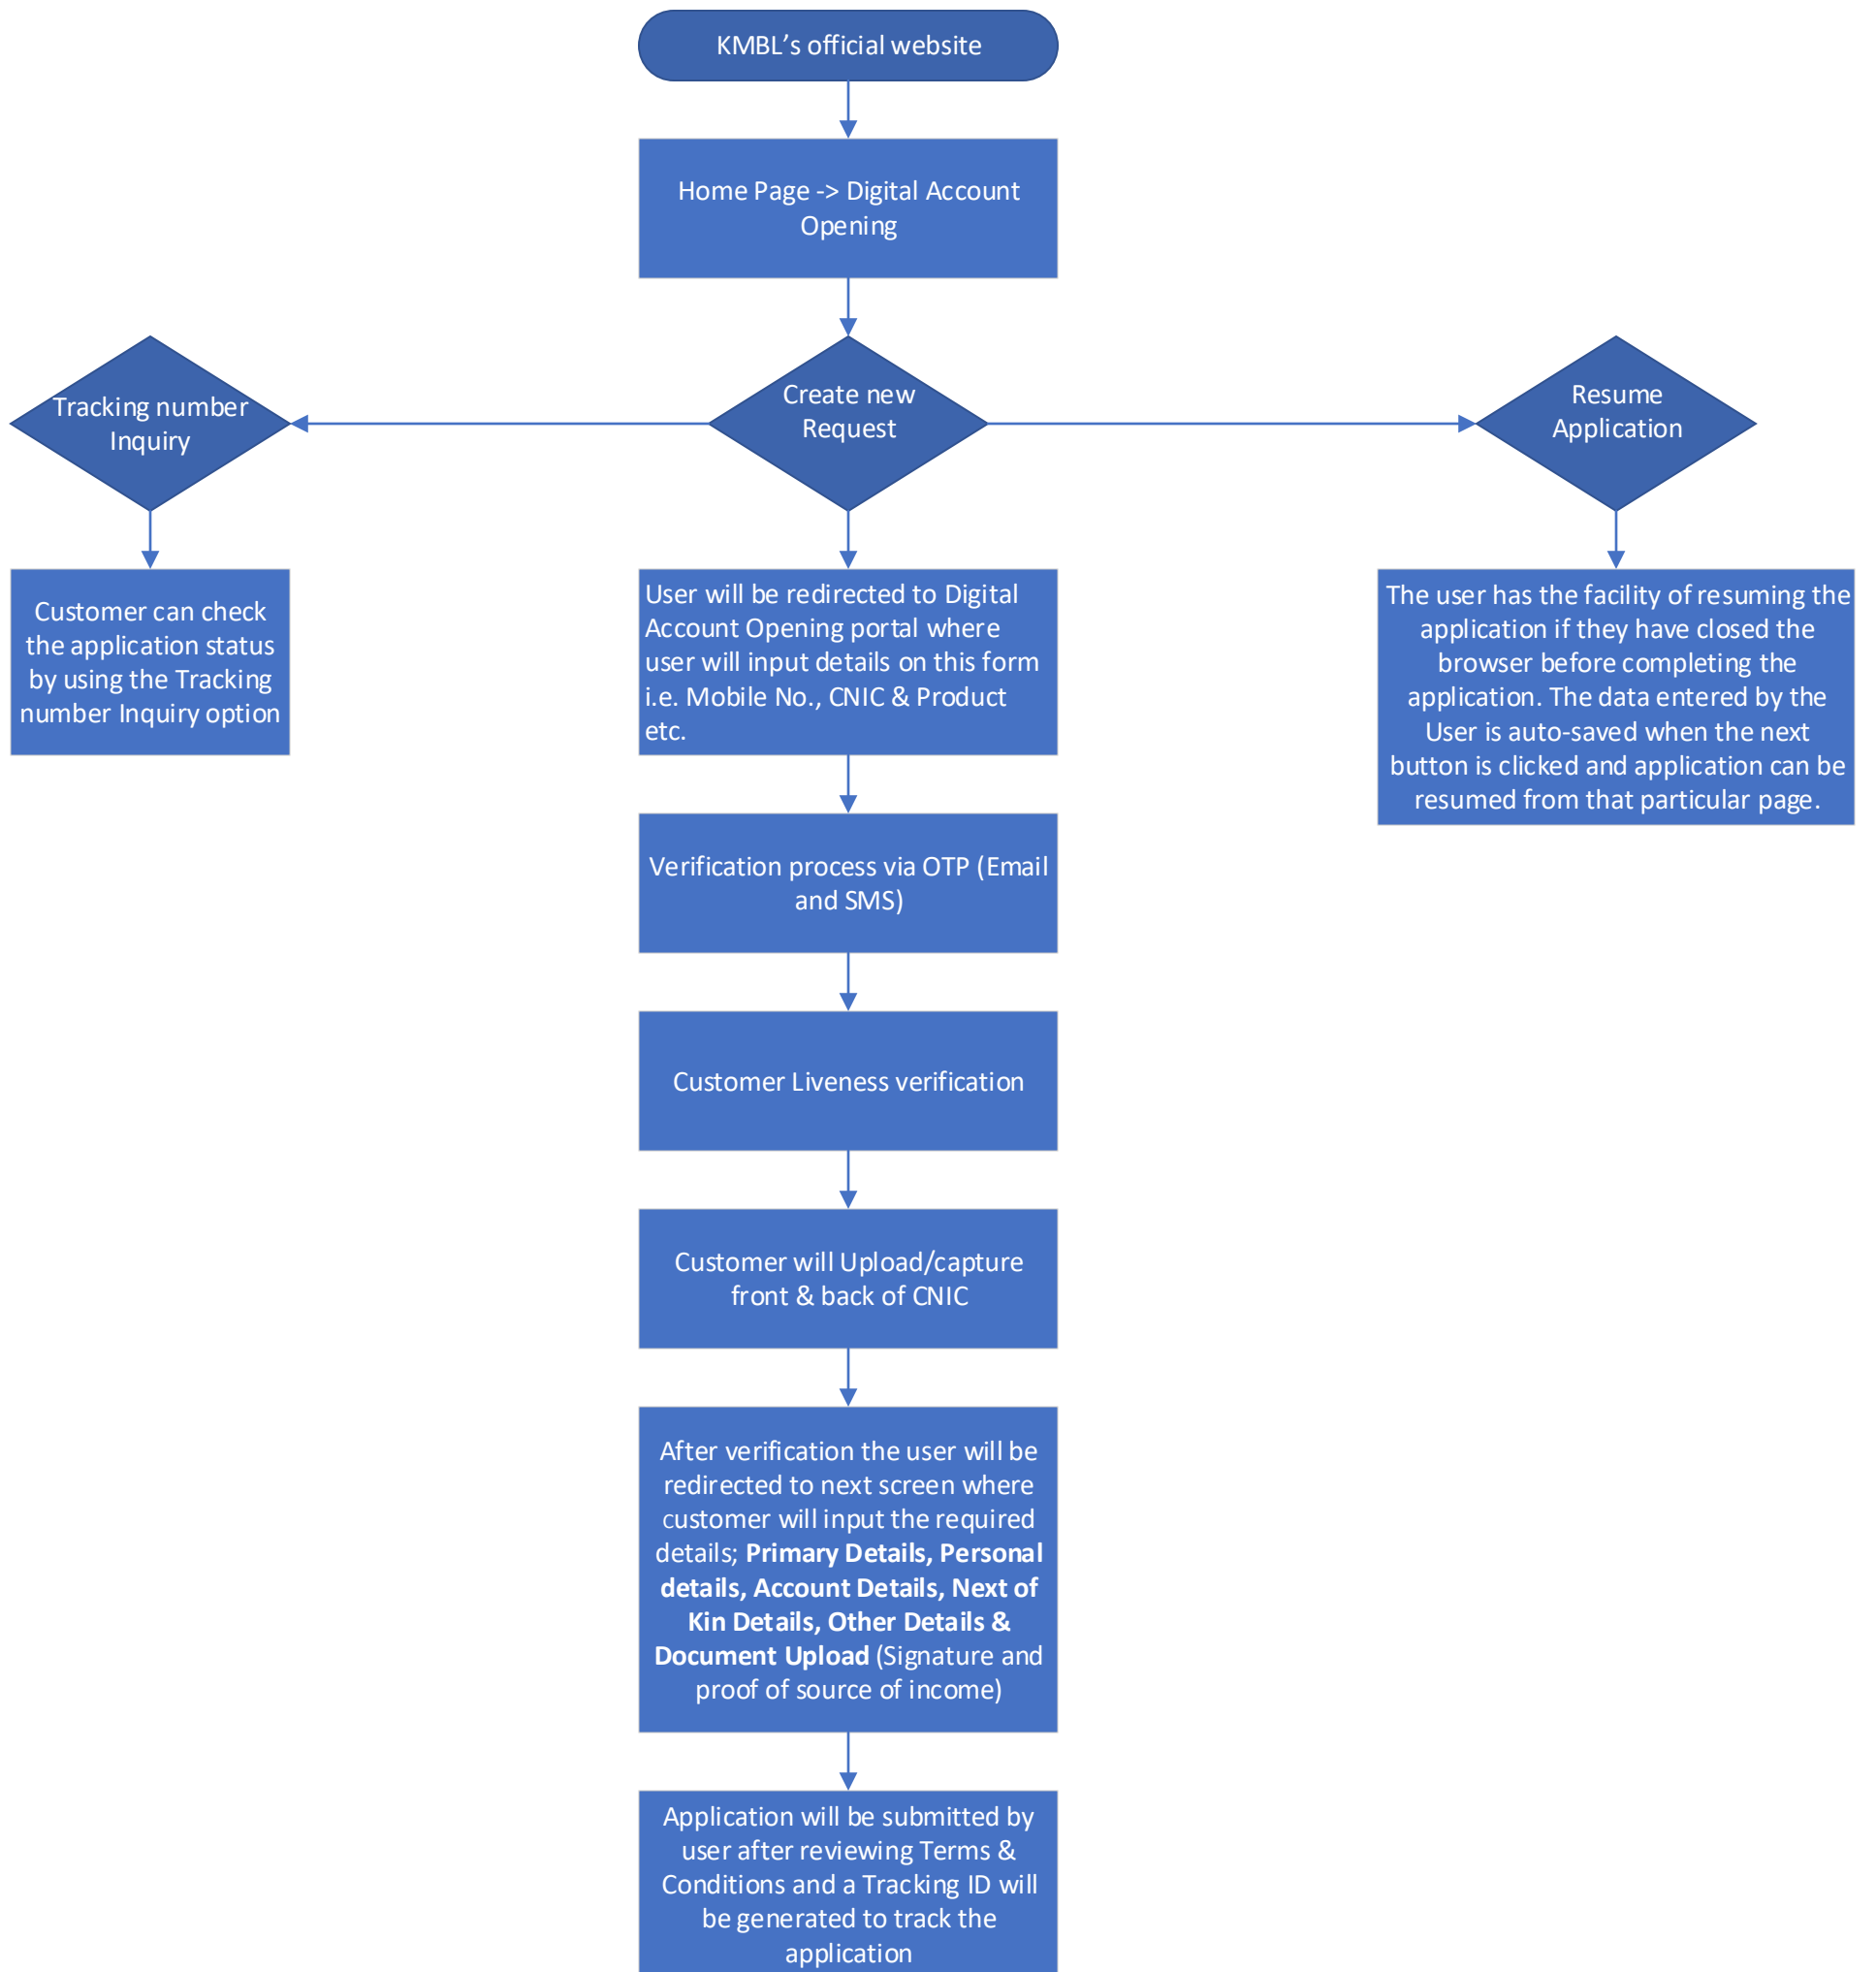 KMBL's official website
Home Page -> Digital Account
Opening
Tracking number
Inquiry
Create new
Request
Resume
Application
Customer can check
the application status
by using the Tracking
number Inquiry option
User will be redirected to Digital
Account Opening portal where
user will input details on this form
i.e. Mobile No., CNIC & Product
etc.
The user has the facility of resuming the
application if they have closed the
browser before completing the
application. The data entered by the
User is auto-saved when the next
button is clicked and application can be
resumed from that particular page.
Verification process via OTP (Email
and SMS)
Customer Liveness verification
Customer will Upload/capture
front & back of CNIC
After verification the user will be
redirected to next screen where
customer will input the required
details; Primary Details, Personal
details, Account Details, Next of
Kin Details, Other Details &
Document Upload (Signature and
proof of source of income)
Application will be submitted by
user after reviewing Terms &
Conditions and a Tracking ID will
be generated to track the
application